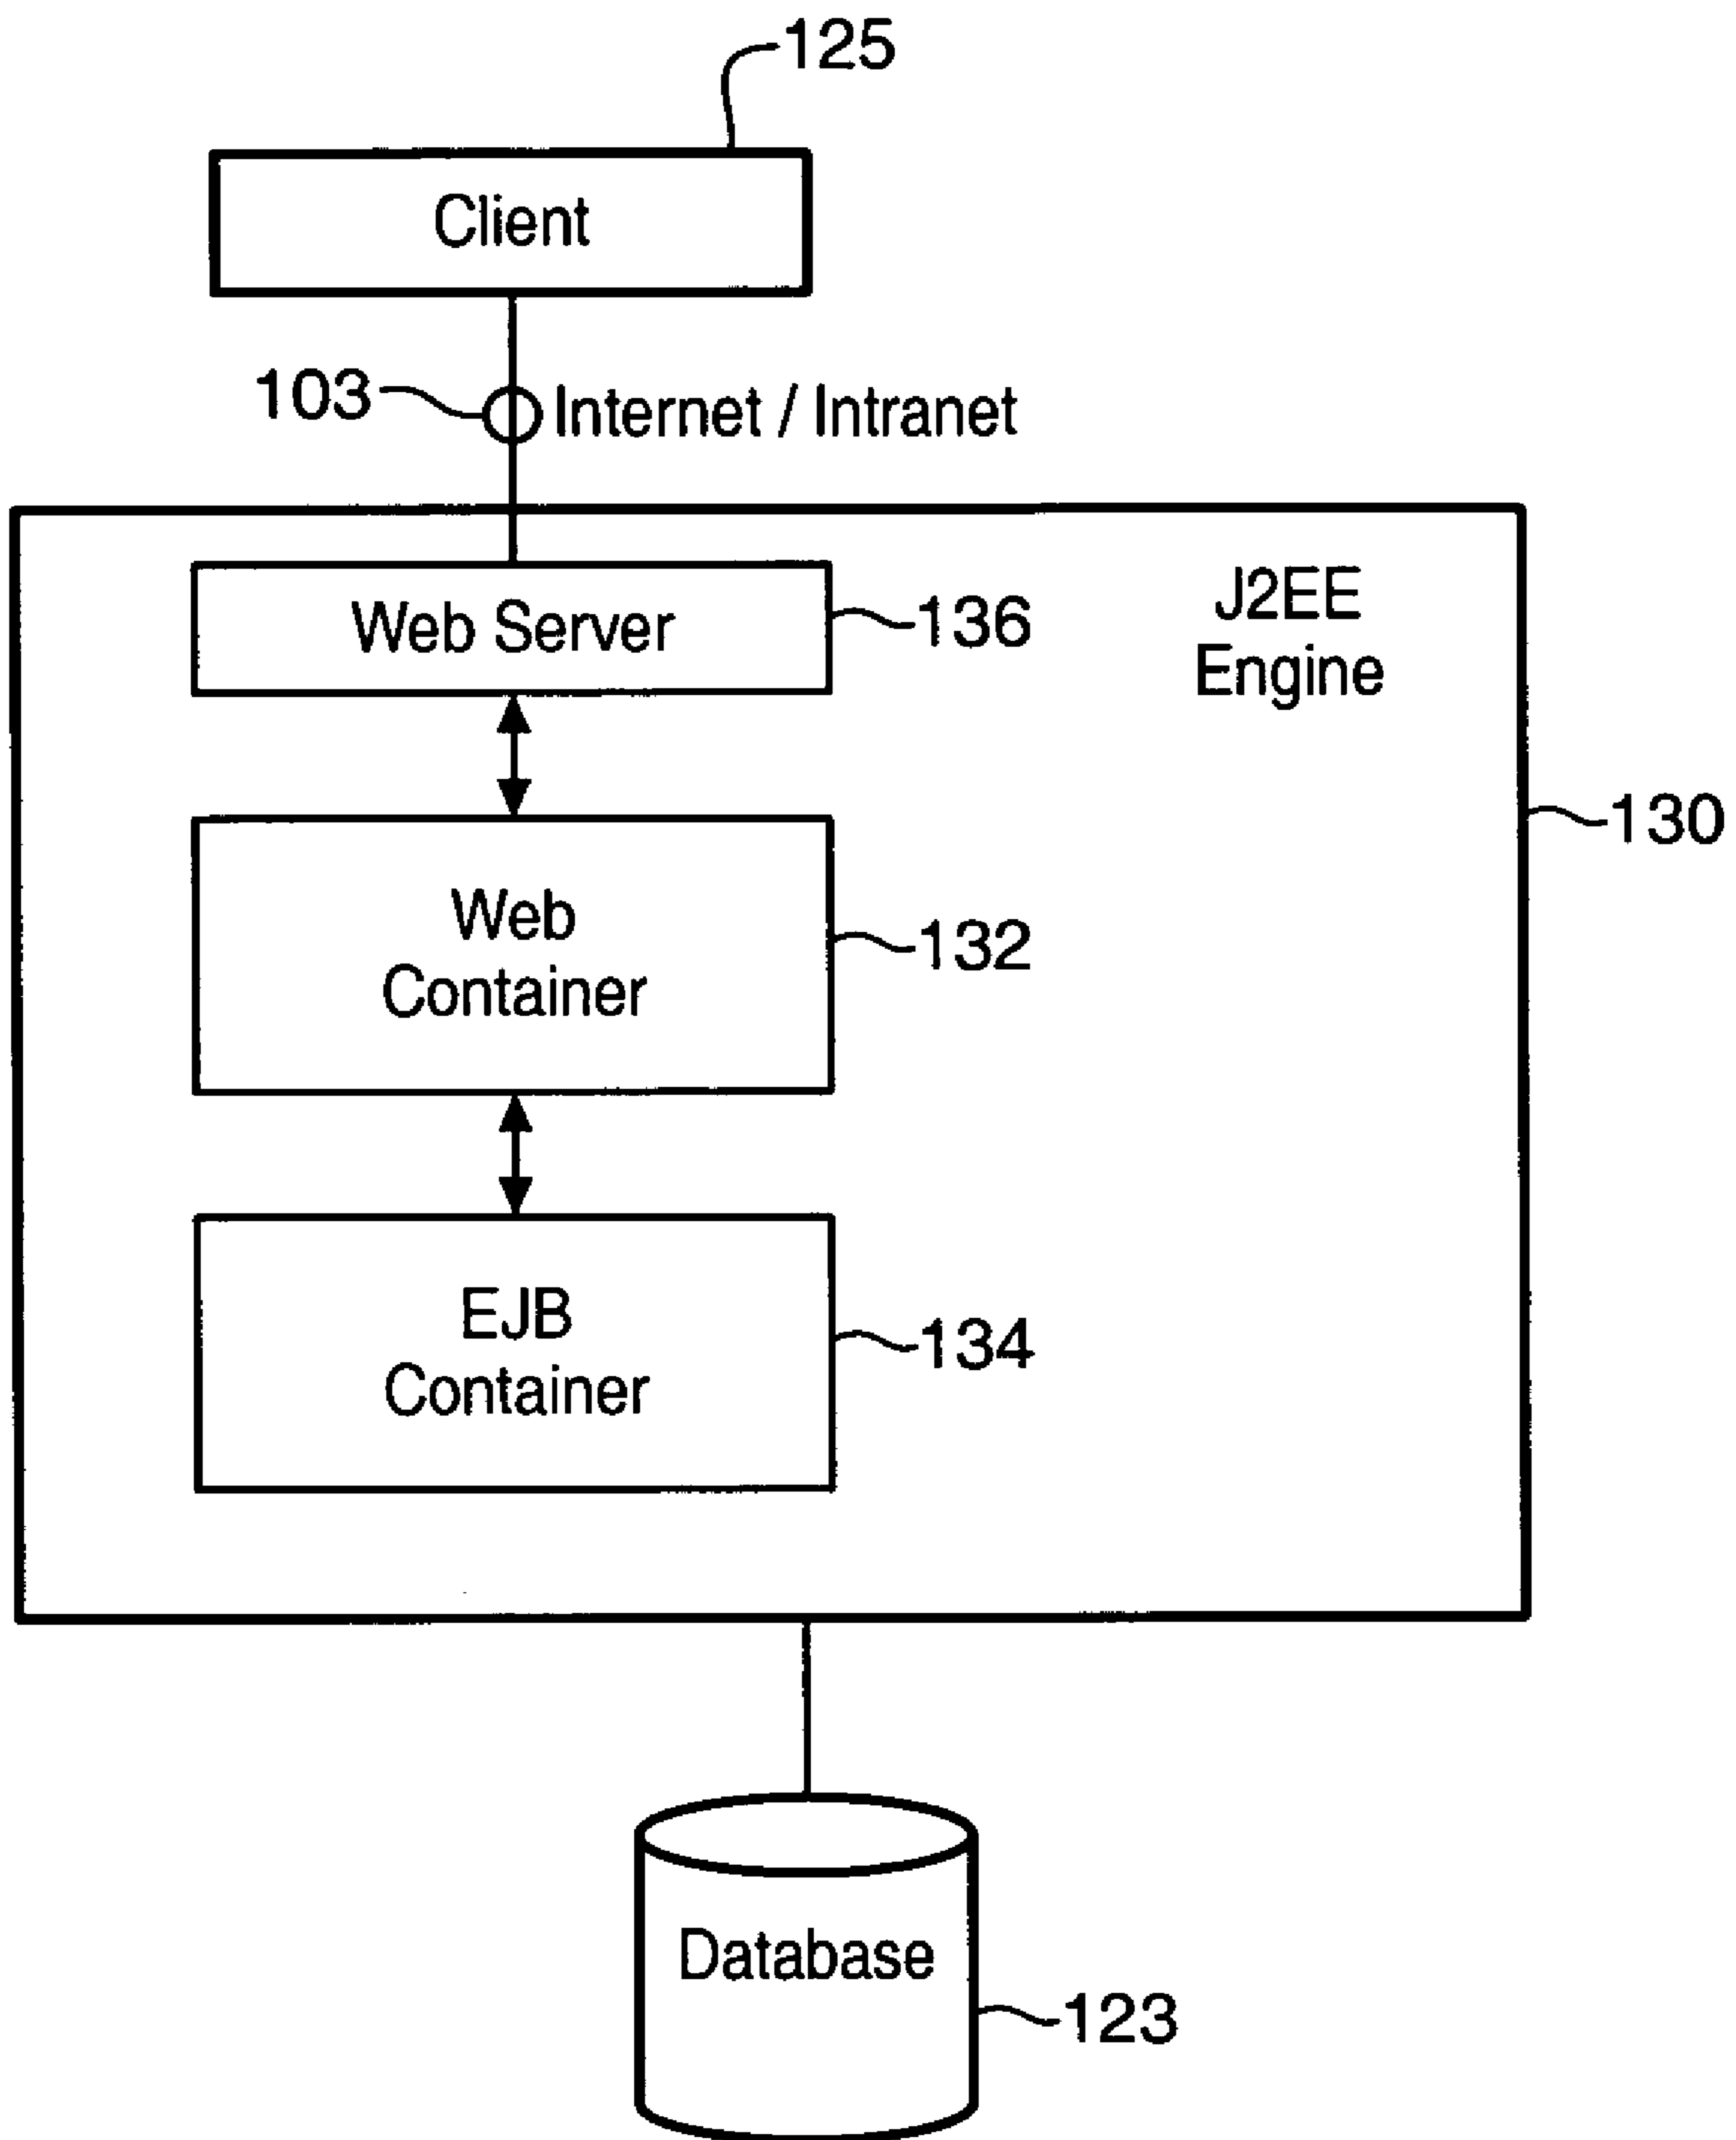 125
Client
103
Internet / Intranet
Web Server
136
J2EE
Engine
130
Web
Container
132
EJB
Container
134
Database
123